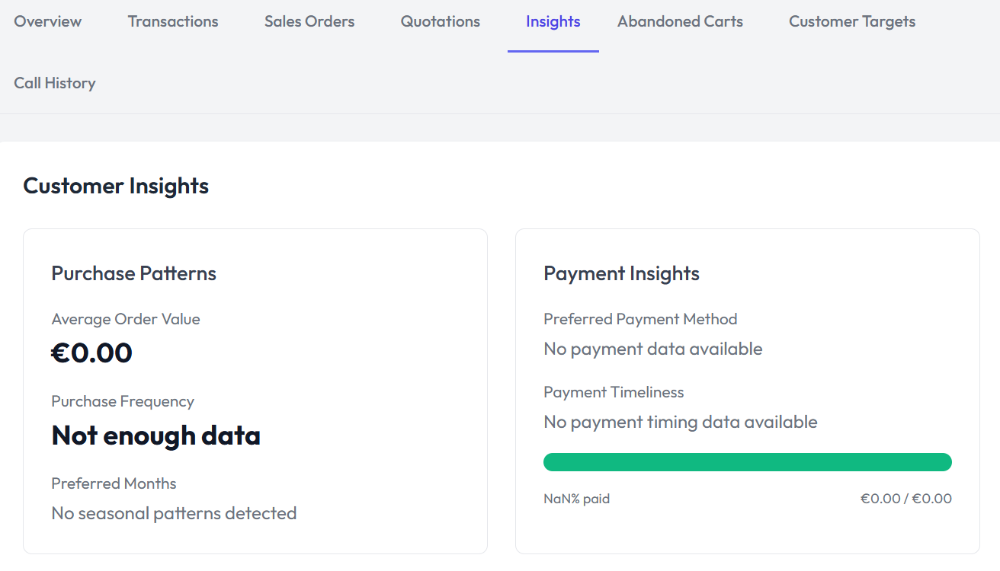 Overview Transactions Sales Orders Quotations Insights Abandoned Carts Customer Targets
Call History
Customer Insights
Purchase Patterns
Average Order Value
€0.00
Purchase Frequency
Not enough data
Preferred Months
No seasonal patterns detected
Payment Insights
Preferred Payment Method
No payment data available
Payment Timeliness
No payment timing data available
NaN% paid €0.00 / €0.00